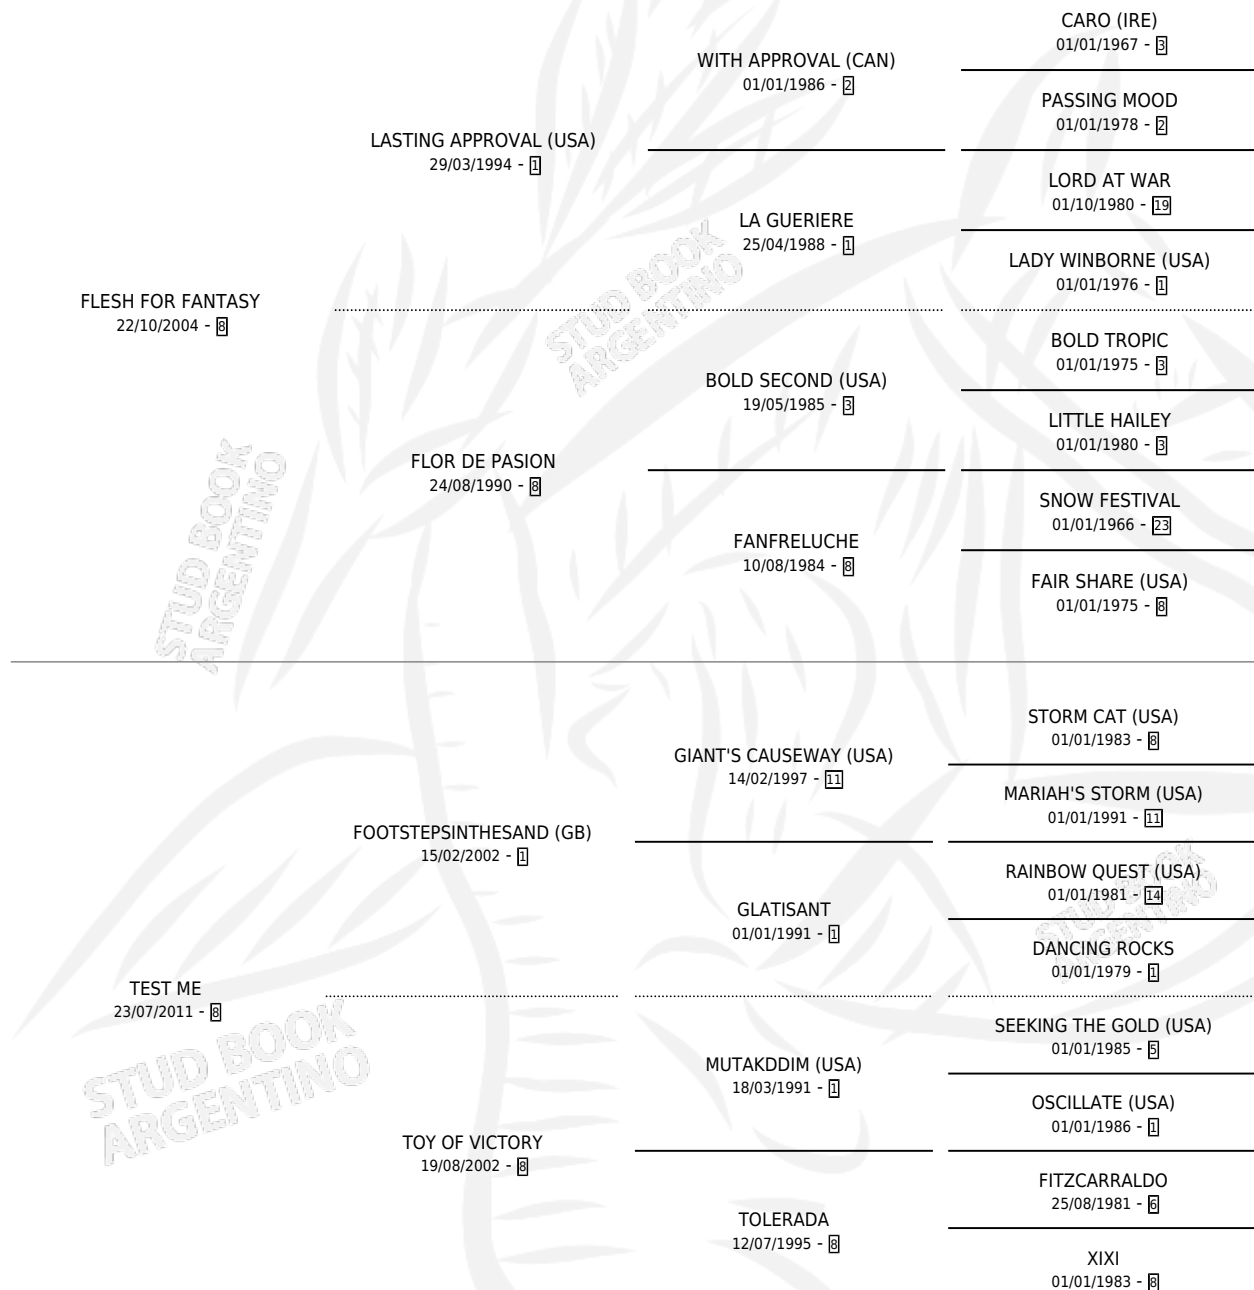 CARO (IRE)
01/01/1967 - 3
WITH APPROVAL (CAN)
01/01/1986 - 2
PASSING MOOD
01/01/1978 - 2
LASTING APPROVAL (USA)
29/03/1994 - 1
LORD AT WAR
01/10/1980 - 19
LA GUERIERE
25/04/1988 - 1
LADY WINBORNE (USA)
01/01/1976 - 1
FLESH FOR FANTASY
22/10/2004 - 8
BOLD TROPIC
01/01/1975 - 3
BOLD SECOND (USA)
19/05/1985 - 3
LITTLE HAILEY
01/01/1980 - 3
FLOR DE PASION
24/08/1990 - 8
SNOW FESTIVAL
01/01/1966 - 23
FANFRELUCHE
10/08/1984 - 8
FAIR SHARE (USA)
01/01/1975 - 8
STUD BOOK
ARGENTINO
STUD BOOK
ARGENTINO
STORM CAT (USA)
01/01/1983 - 8
GIANT'S CAUSEWAY (USA)
14/02/1997 - 11
MARIAH'S STORM (USA)
01/01/1991 - 11
FOOTSTEPSINTHESAND (GB)
15/02/2002 - 1
RAINBOW QUEST (USA)
01/01/1981 - 14
GLATISANT
01/01/1991 - 1
DANCING ROCKS
01/01/1979 - 1
STUD BOOK
ARGENTINO
TEST ME
23/07/2011 - 8
SEEKING THE GOLD (USA)
01/01/1985 - 5
MUTAKDDIM (USA)
18/03/1991 - 1
OSCILLATE (USA)
01/01/1986 - 1
STUD BOOK
ARGENTINO
TOY OF VICTORY
19/08/2002 - 8
FITZCARRALDO
25/08/1981 - 6
TOLERADA
12/07/1995 - 8
XIXI
01/01/1983 - 8